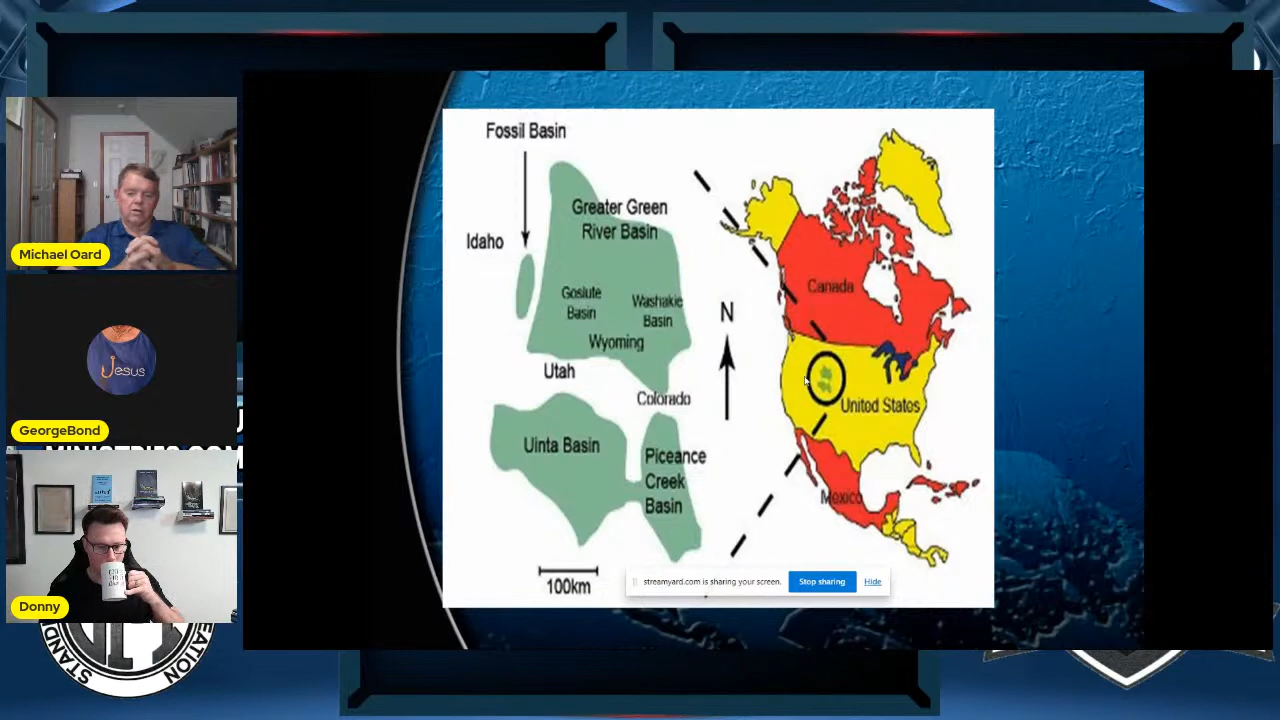 Fossil Basin
Greater Green
River Basin
Idaho
Gosiute
Basin
Washakie
Basin
Wyoming
Utah
Colorado
Uinta Basin
Piceance
Creek
Basin
100km
N
Canada
United States
Mexico
streamyard.com is sharing your screen.
Stop sharing
Hide
Michael Oard
Jesus
GeorgeBond
Donny
STAND
EATION